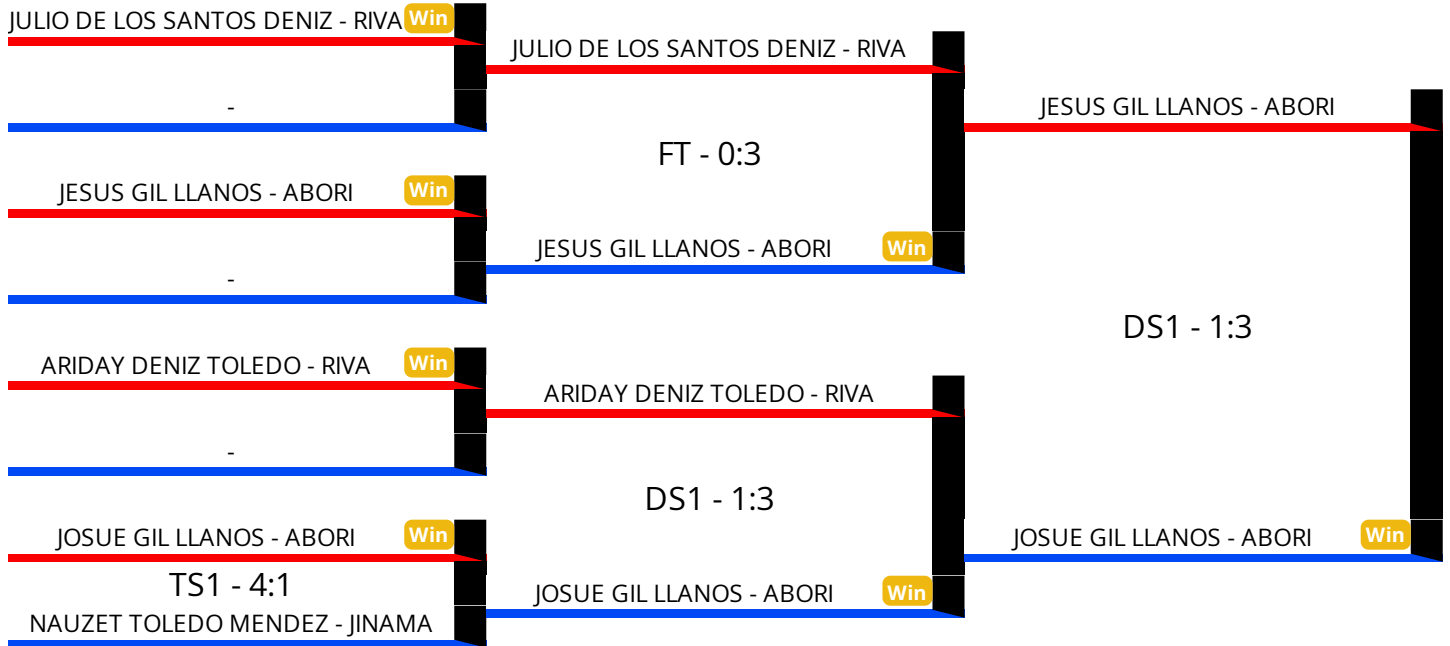 JULIO DE LOS SANTOS DENIZ - RIVA Win
-
JESUS GIL LLANOS - ABORI Win
-
ARIDAY DENIZ TOLEDO - RIVA Win
-
JOSUE GIL LLANOS - ABORI Win
TS1 - 4:1
NAUZET TOLEDO MENDEZ - JINAMA
JULIO DE LOS SANTOS DENIZ - RIVA
FT - 0:3
JESUS GIL LLANOS - ABORI Win
ARIDAY DENIZ TOLEDO - RIVA
DS1 - 1:3
JOSUE GIL LLANOS - ABORI Win
JESUS GIL LLANOS - ABORI
DS1 - 1:3
JOSUE GIL LLANOS - ABORI Win